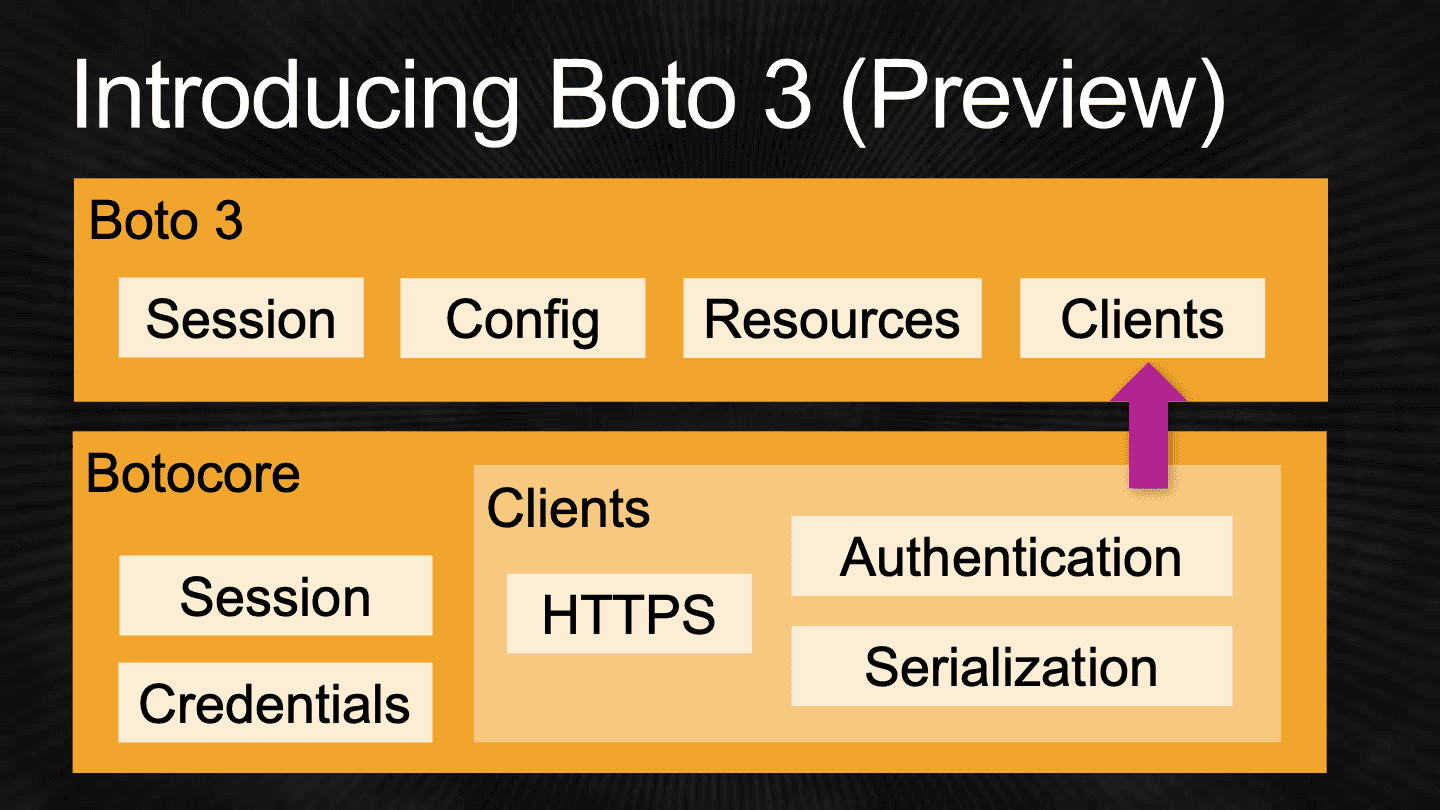 Introducing Boto 3 (Preview)
Boto 3
Session
Config
Resources
Clients
Botocore
Session
Credentials
Clients
HTTPS
Authentication
Serialization